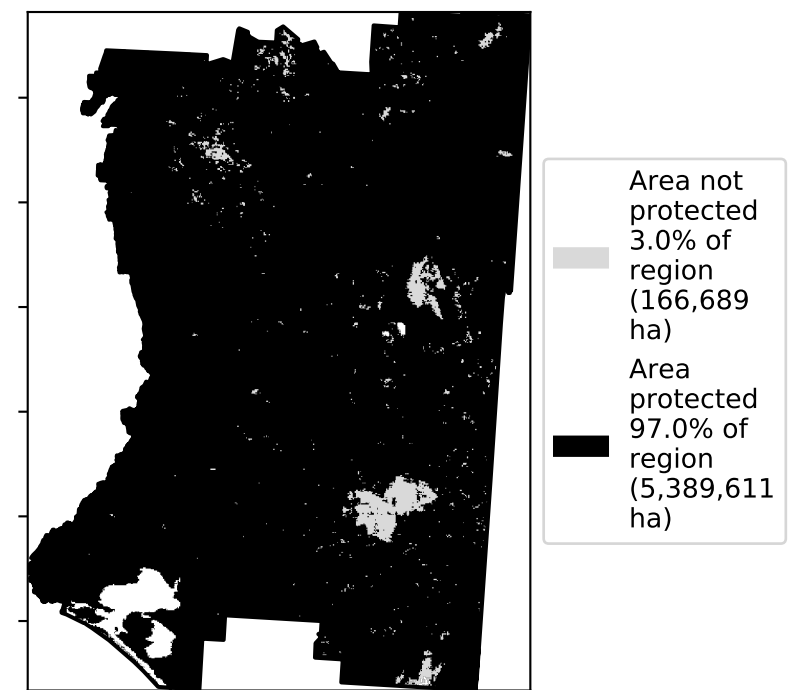 Area not
protected
3.0% of
region
(166,689
ha)
Area
protected
97.0% of
region
(5,389,611
ha)